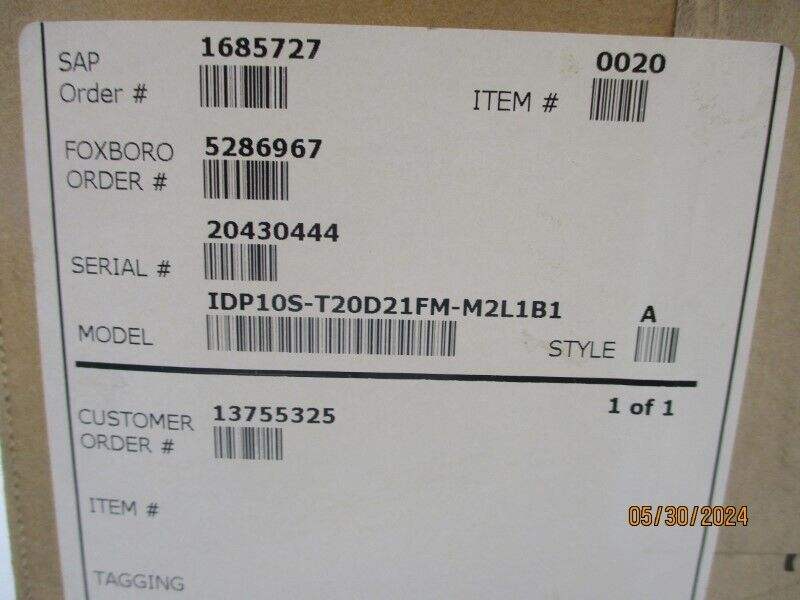 SAP Order # 1685727
ITEM # 0020
FOXBORO ORDER # 5286967
SERIAL # 20430444
MODEL IDP10S-T20D21FM-M2L1B1
STYLE A
CUSTOMER ORDER # 13755325
1 of 1
ITEM #
TAGGING
05/30/2024